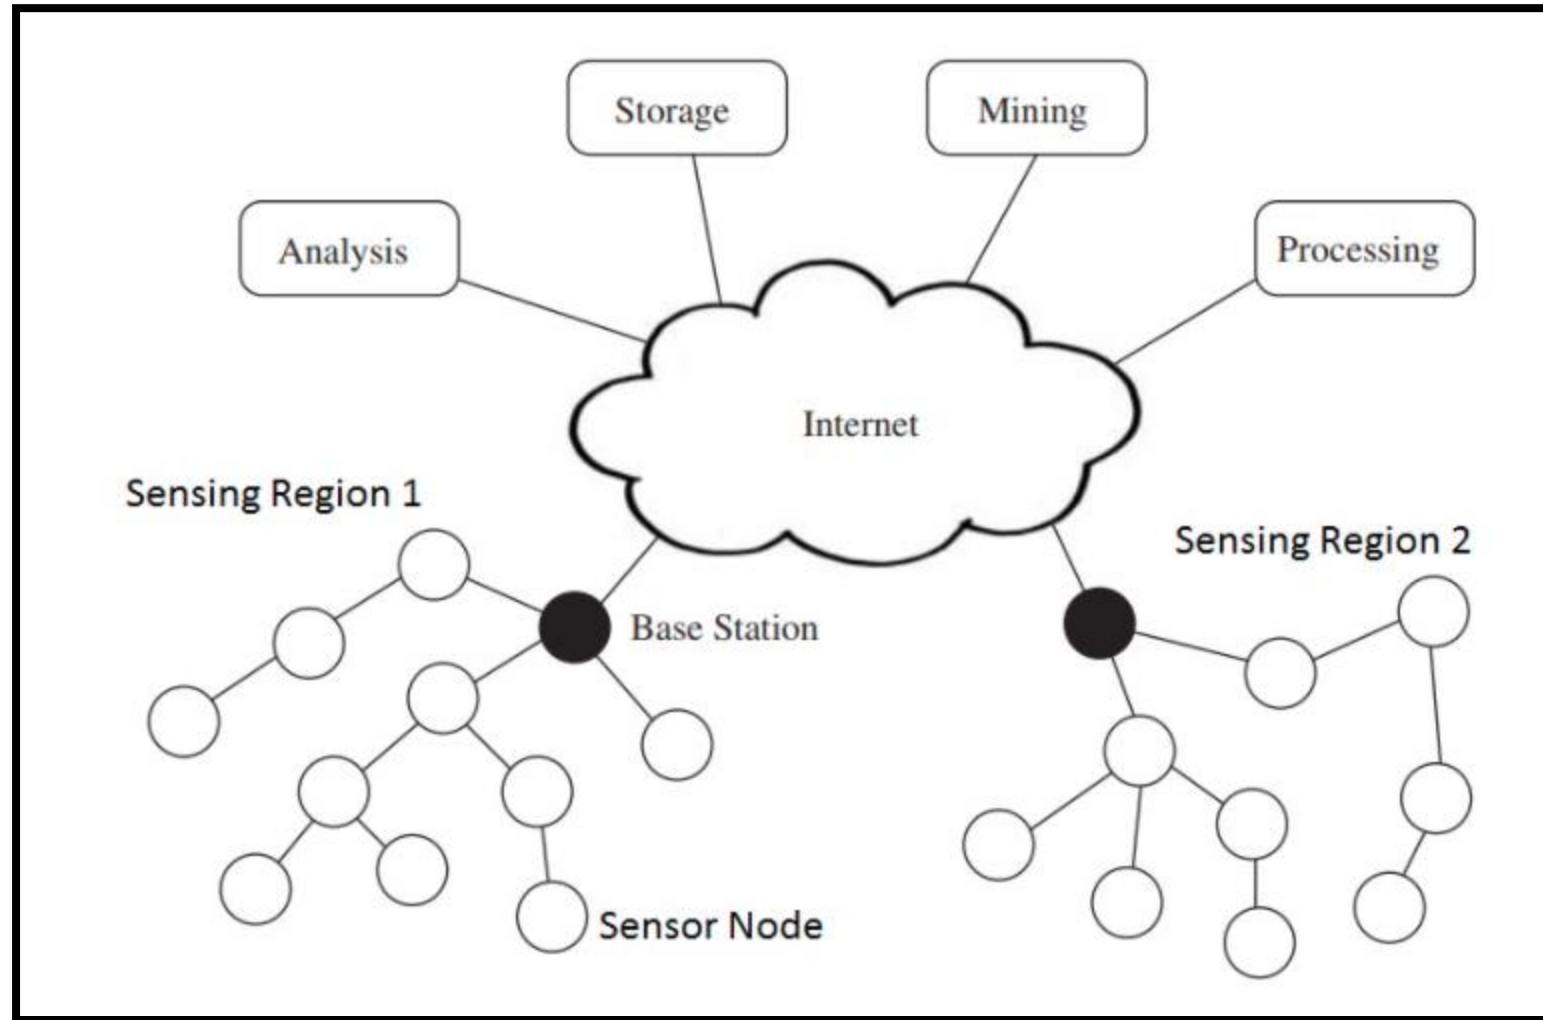 Storage
Mining
Analysis
Processing
Internet
Sensing Region 1
Sensing Region 2
Base Station
Sensor Node